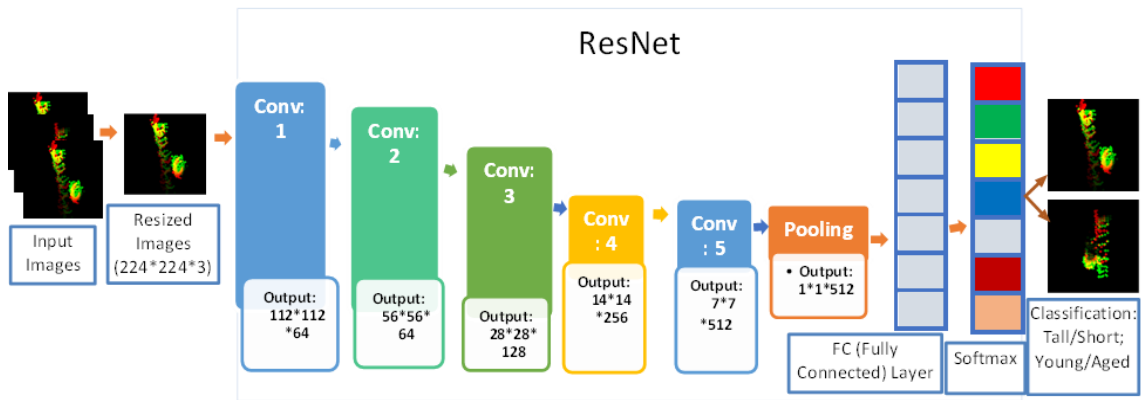 ResNet
Input
Images
Resized
Images
(224*224*3)
Conv:
1
Output:
112*112
*64
Conv:
2
Output:
56*56*
64
Conv:
3
Output:
28*28*
128
Conv
: 4
Output:
14*14
*256
Conv
: 5
Output:
7*7
*512
Pooling
• Output:
1*1*512
FC (Fully
Connected) Layer
Softmax
Classification:
Tall/Short;
Young/Aged